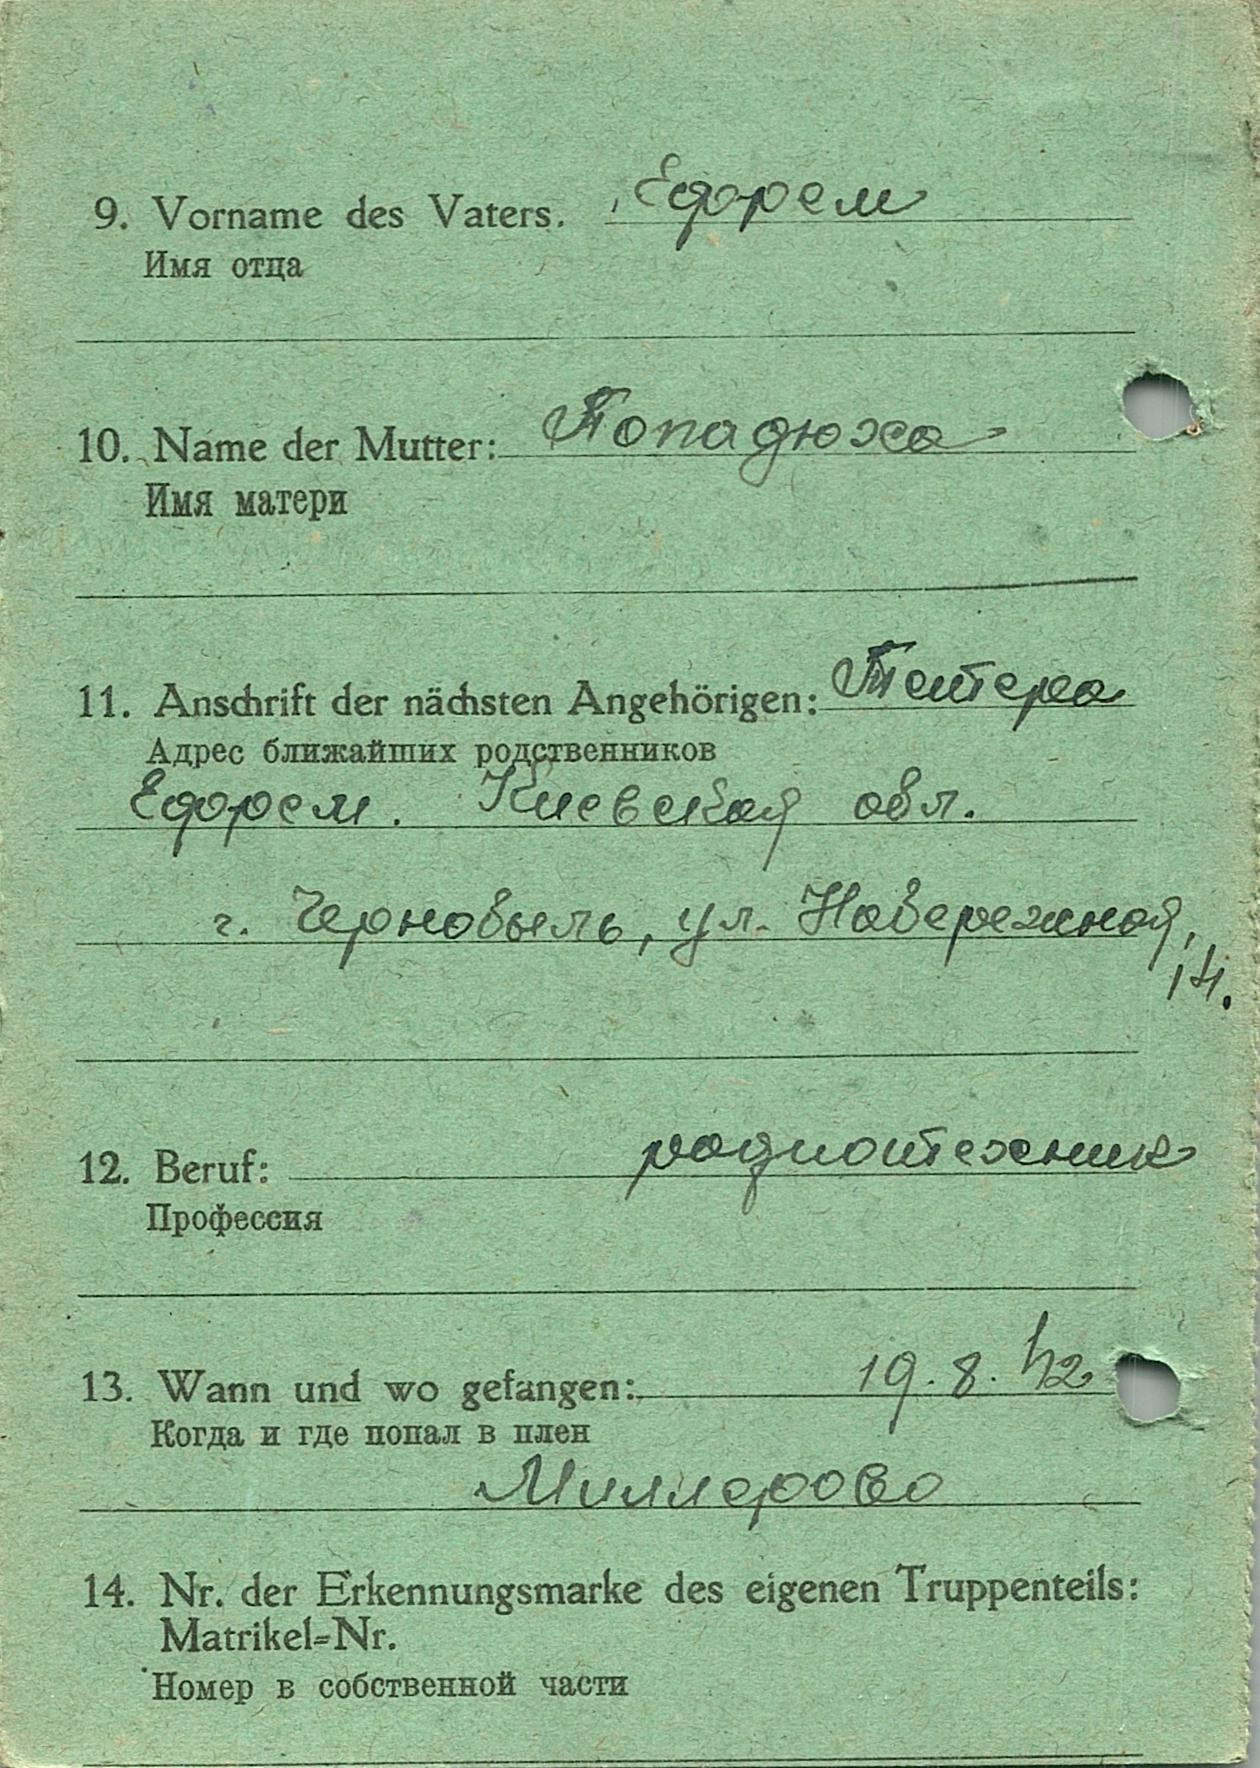 9. Vorname des Vaters. Ефрем
Имя отца
10. Name der Mutter: Попадюха
Имя матери
11. Anschrift der nächsten Angehörigen: Тетера
Адрес ближайших родственников
Ефрем. Киевская обл.
г. Чернобыль, ул. Набережная,
14.
12. Beruf: радиотехник
Профессия
13. Wann und wo gefangen: 19.8.42
Когда и где попал в плен
Миллерово
14. Nr. der Erkennungsmarke des eigenen Truppenteils:
Matrikel=Nr.
Номер в собственной части